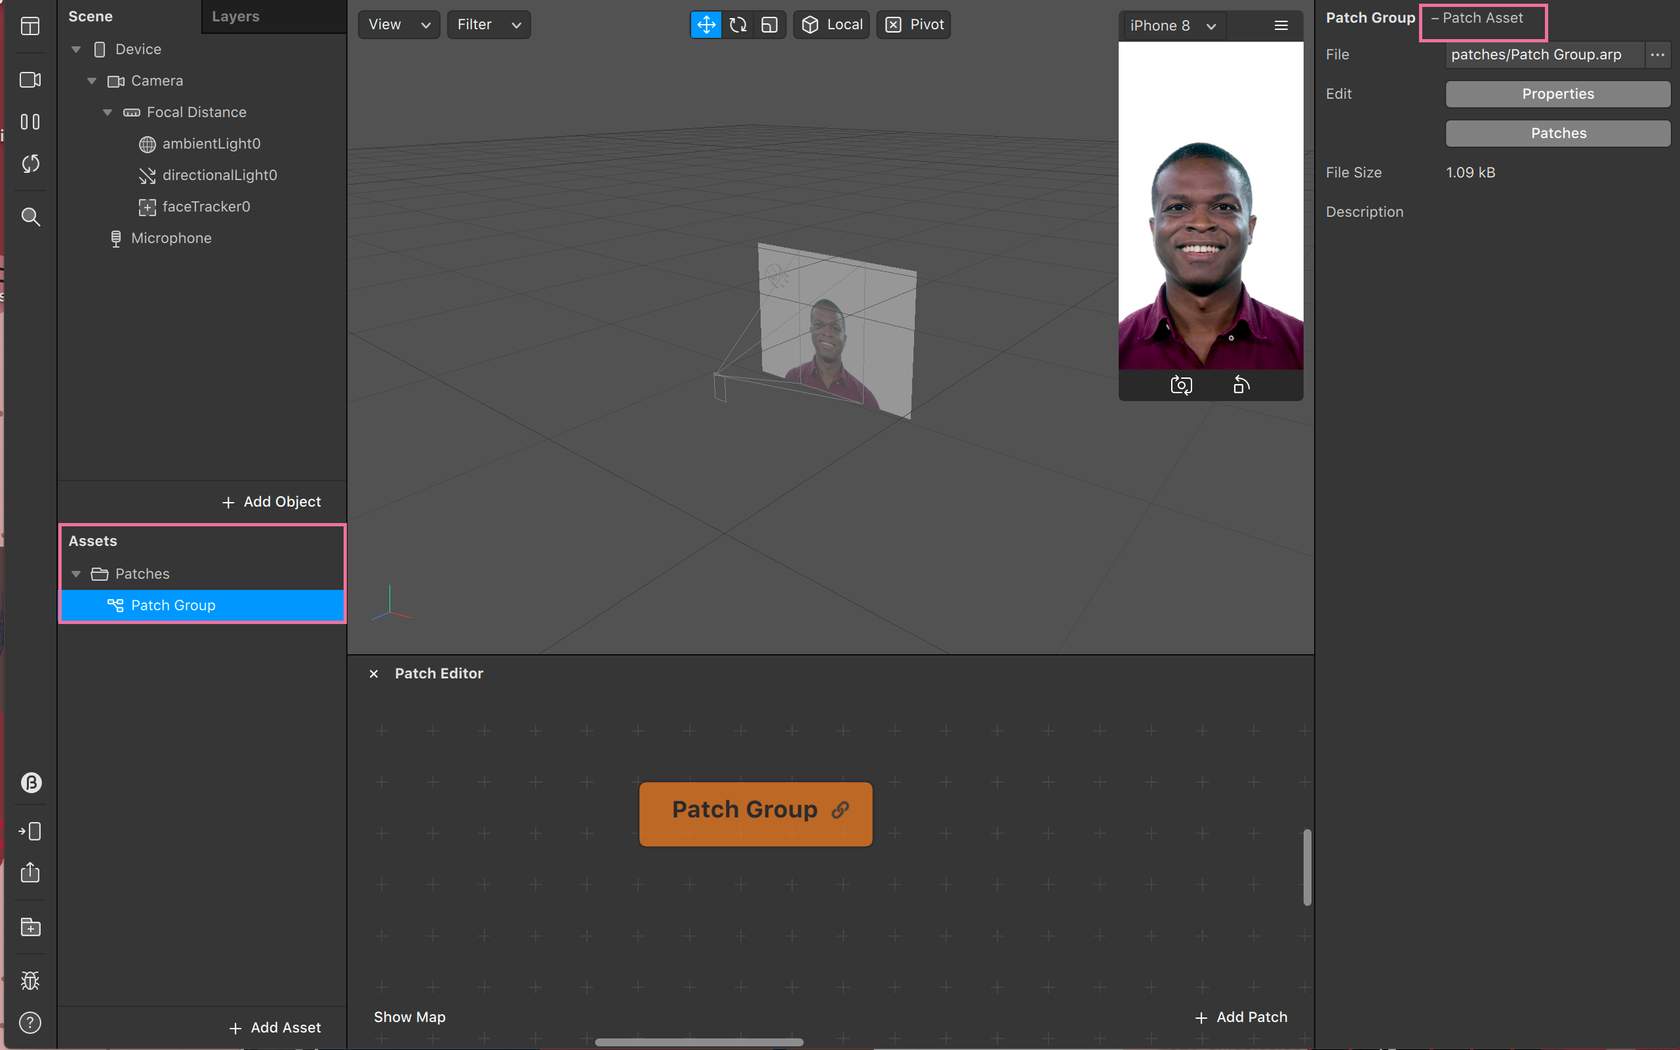 Scene
Layers
Device
Camera
Focal Distance
ambientLight0
directionalLight0
faceTracker0
Microphone
+ Add Object
Assets
Patches
Patch Group
+ Add Asset
View
Filter
Local
Pivot
iPhone 8
Patch Editor
Patch Group
Show Map
+ Add Patch
Patch Group – Patch Asset
File patches/Patch Group.arp ...
Edit Properties
Patches
File Size 1.09 kB
Description
β
?